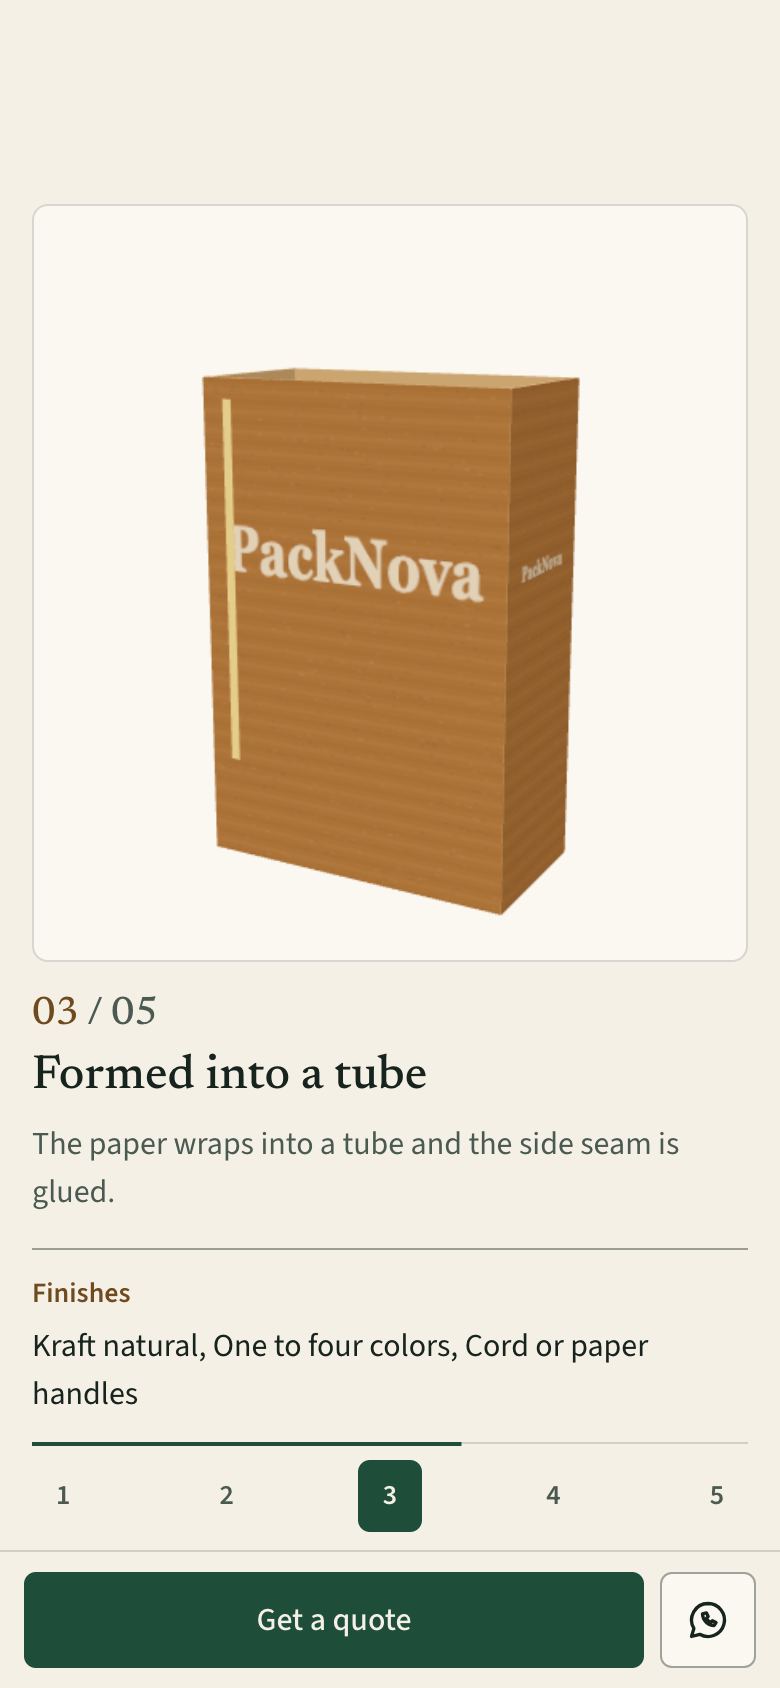 PackNova
PackNova
03 / 05
Formed into a tube
The paper wraps into a tube and the side seam is
glued.
Finishes
Kraft natural, One to four colors, Cord or paper
handles
1 2 3 4 5
Get a quote